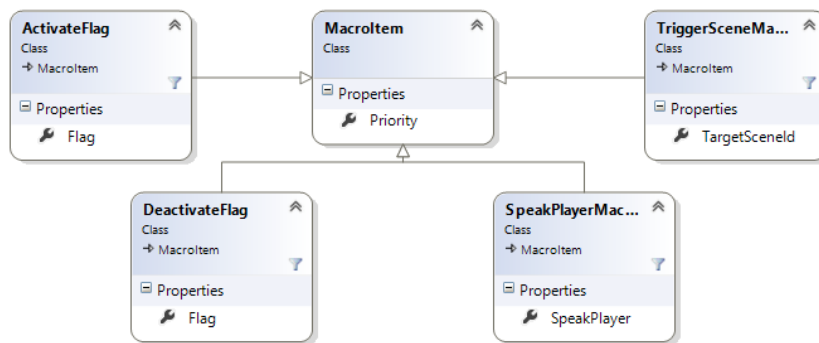 ActivateFlag
Class
MacroItem
Properties
Flag
MacroItem
Class
Properties
Priority
TriggerSceneMa...
Class
MacroItem
Properties
TargetSceneId
DeactivateFlag
Class
MacroItem
Properties
Flag
SpeakPlayerMac...
Class
MacroItem
Properties
SpeakPlayer